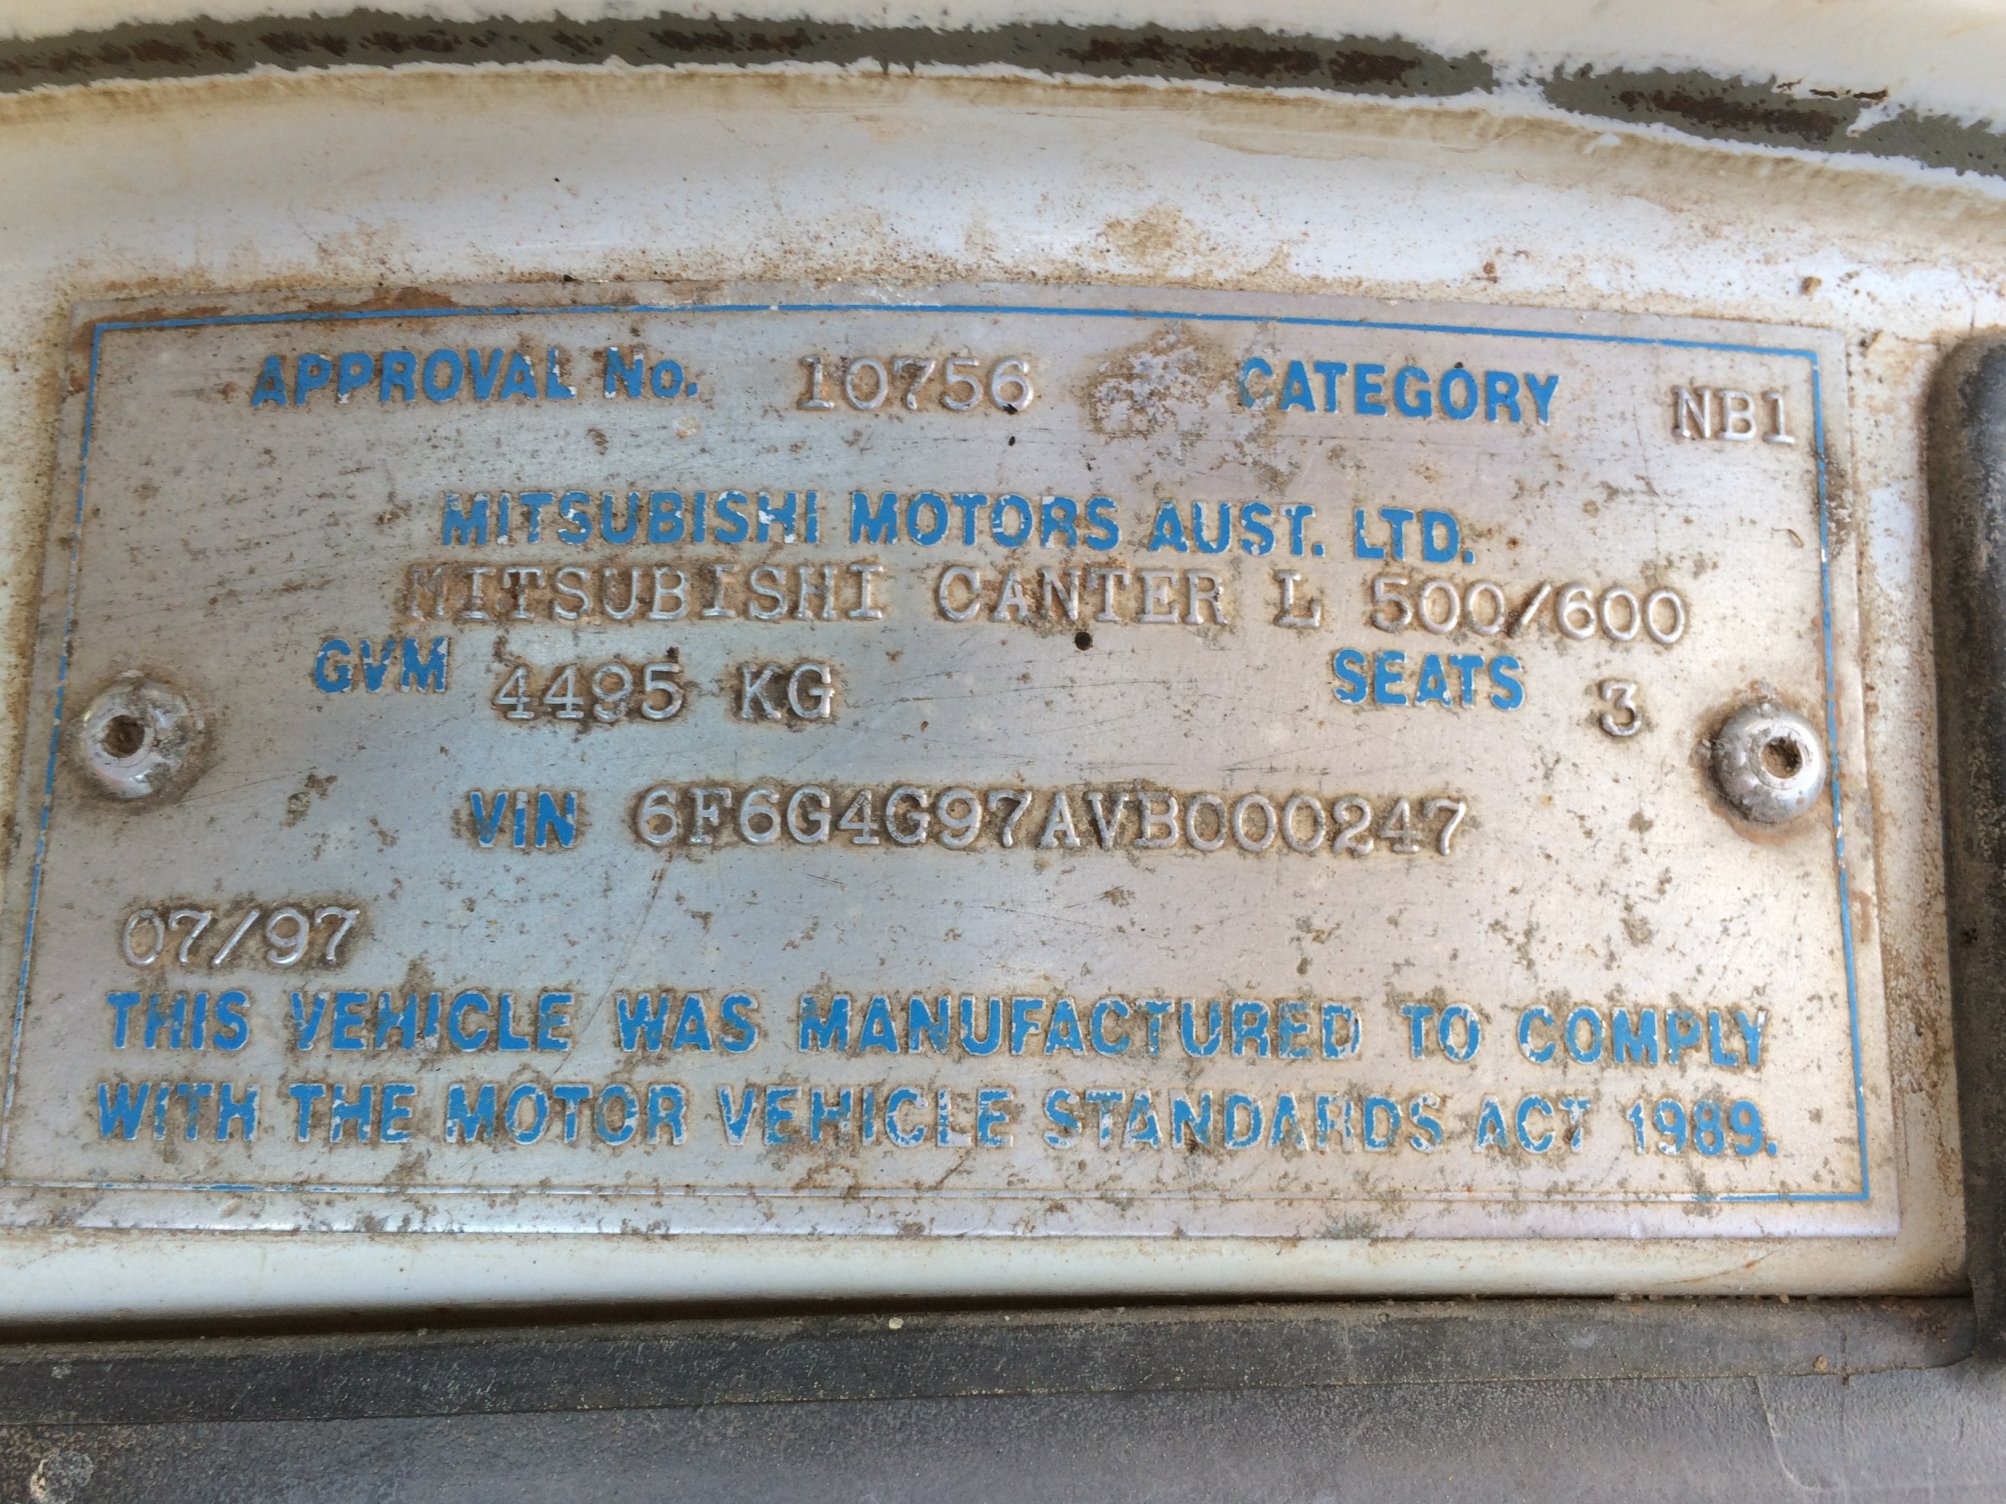 APPROVAL No. 10756 CATEGORY NB1
MITSUBISHI MOTORS AUST. LTD.
MITSUBISHI CANTER L 500/600
GVM 4495 KG SEATS 3
VIN 6F6G4G97AVB000247
07/97
THIS VEHICLE WAS MANUFACTURED TO COMPLY
WITH THE MOTOR VEHICLE STANDARDS ACT 1989.